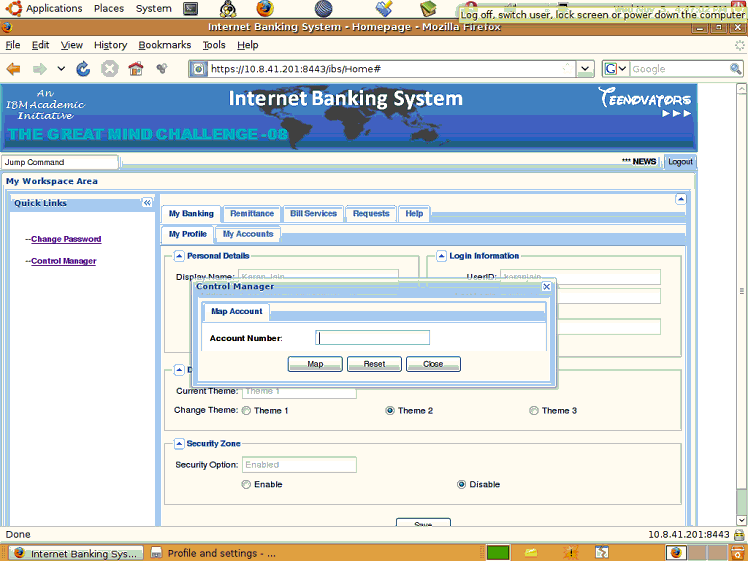 Applications Places System
Log off, switch user, lock screen or power down the computer
Internet Banking System - Homepage - Mozilla Firefox
File Edit View History Bookmarks Tools Help
https://10.8.41.201:8443/ibs/Home#
Google
An
IBM Academic
Initiative
Internet Banking System
TEENOVATORS
THE GREAT MIND CHALLENGE -08
Jump Command
*** NEWS
Logout
My Workspace Area
Quick Links
--Change Password
--Control Manager
My Banking Remittance Bill Services Requests Help
My Profile My Accounts
Personal Details
Login Information
Display Name: Karan Jain
UserID:
Control Manager
Map Account
Account Number:
Map Reset Close
Current Theme: Theme 1
Change Theme: Theme 1 Theme 2 Theme 3
Security Zone
Security Option: Enabled
Enable Disable
Save
Done
10.8.41.201:8443
Internet Banking Sys...
Profile and settings - ...